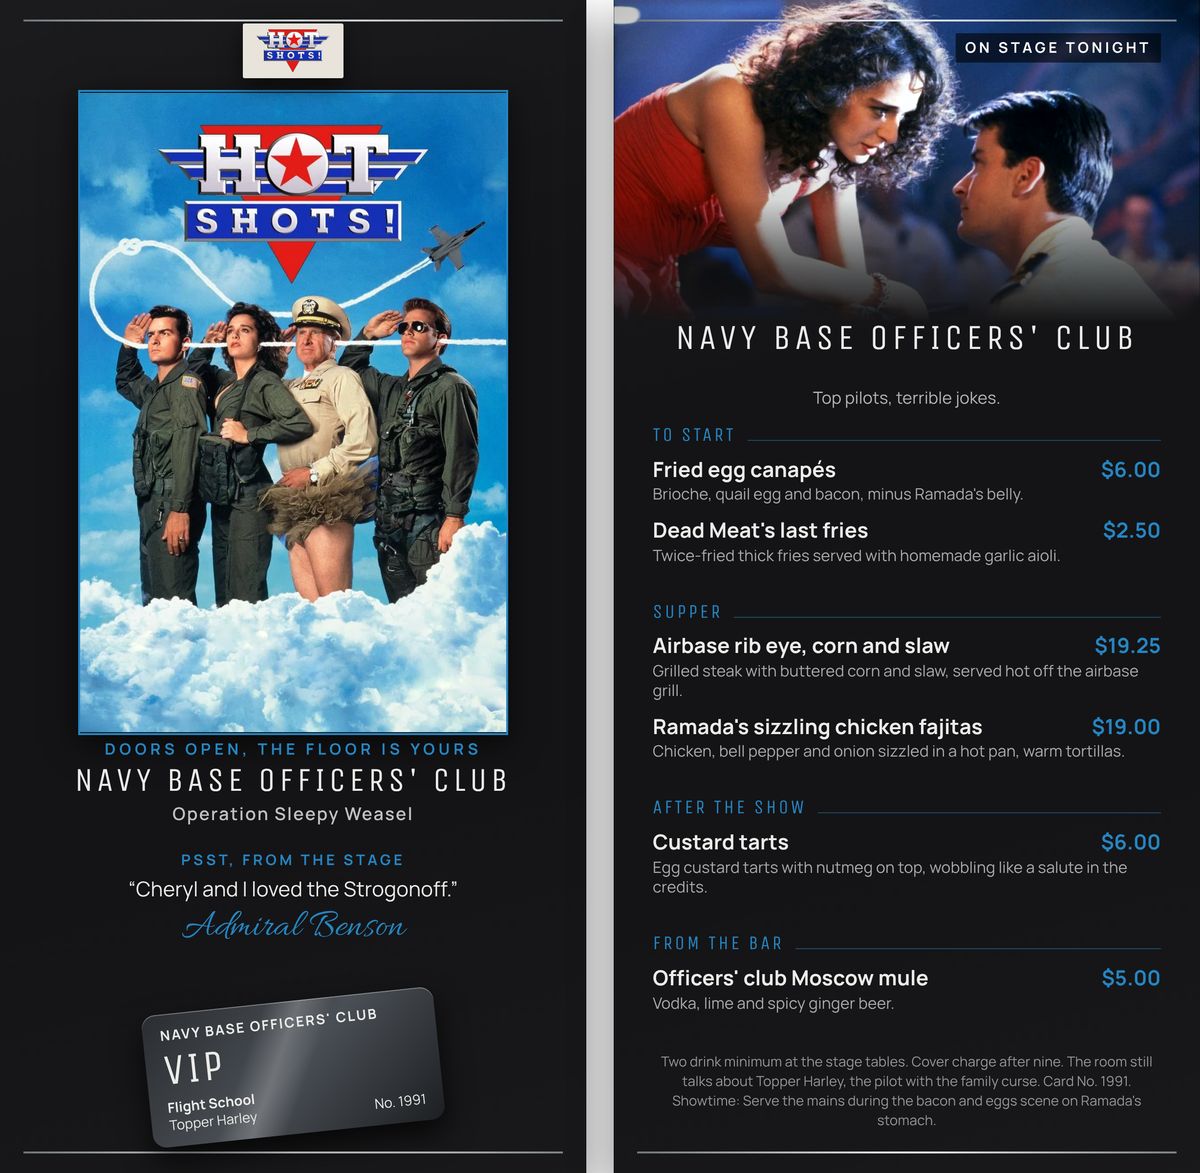 HOT
SHOTS!
HOT
SHOTS!
DOORS OPEN, THE FLOOR IS YOURS
NAVY BASE OFFICERS' CLUB
Operation Sleepy Weasel
PSST, FROM THE STAGE
“Cheryl and I loved the Strogonoff.”
Admiral Benson
NAVY BASE OFFICERS' CLUB
VIP
Flight School
Topper Harley
No. 1991
ON STAGE TONIGHT
NAVY BASE OFFICERS' CLUB
Top pilots, terrible jokes.
TO START
Fried egg canapés $6.00
Brioche, quail egg and bacon, minus Ramada's belly.
Dead Meat's last fries $2.50
Twice-fried thick fries served with homemade garlic aioli.
SUPPER
Airbase rib eye, corn and slaw $19.25
Grilled steak with buttered corn and slaw, served hot off the airbase
grill.
Ramada's sizzling chicken fajitas $19.00
Chicken, bell pepper and onion sizzled in a hot pan, warm tortillas.
AFTER THE SHOW
Custard tarts $6.00
Egg custard tarts with nutmeg on top, wobbling like a salute in the
credits.
FROM THE BAR
Officers' club Moscow mule $5.00
Vodka, lime and spicy ginger beer.
Two drink minimum at the stage tables. Cover charge after nine. The room still
talks about Topper Harley, the pilot with the family curse. Card No. 1991.
Showtime: Serve the mains during the bacon and eggs scene on Ramada's
stomach.